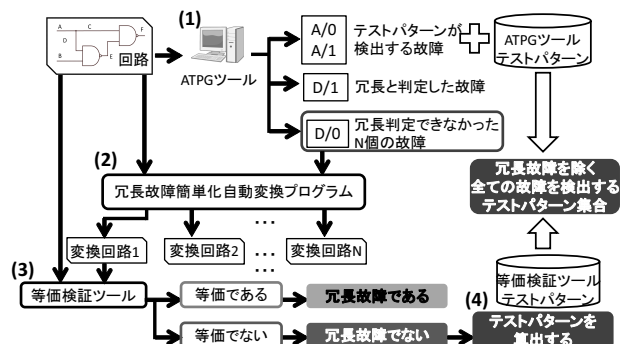 (1)
A
C
F
D
B
E
回路
ATPGツール
A/0
A/1
テストパターンが
検出する故障
ATPGツール
テストパターン
D/1
冗長と判定した故障
D/0
冗長判定できなかった
N個の故障
(2)
冗長故障簡単化自動変換プログラム
冗長故障を除く
全ての故障を検出する
テストパターン集合
変換回路1
変換回路2
変換回路N
(3)
等価検証ツール
等価である
冗長故障である
等価検証ツール
テストパターン
(4)
等価でない
冗長故障でない
テストパターンを
算出する